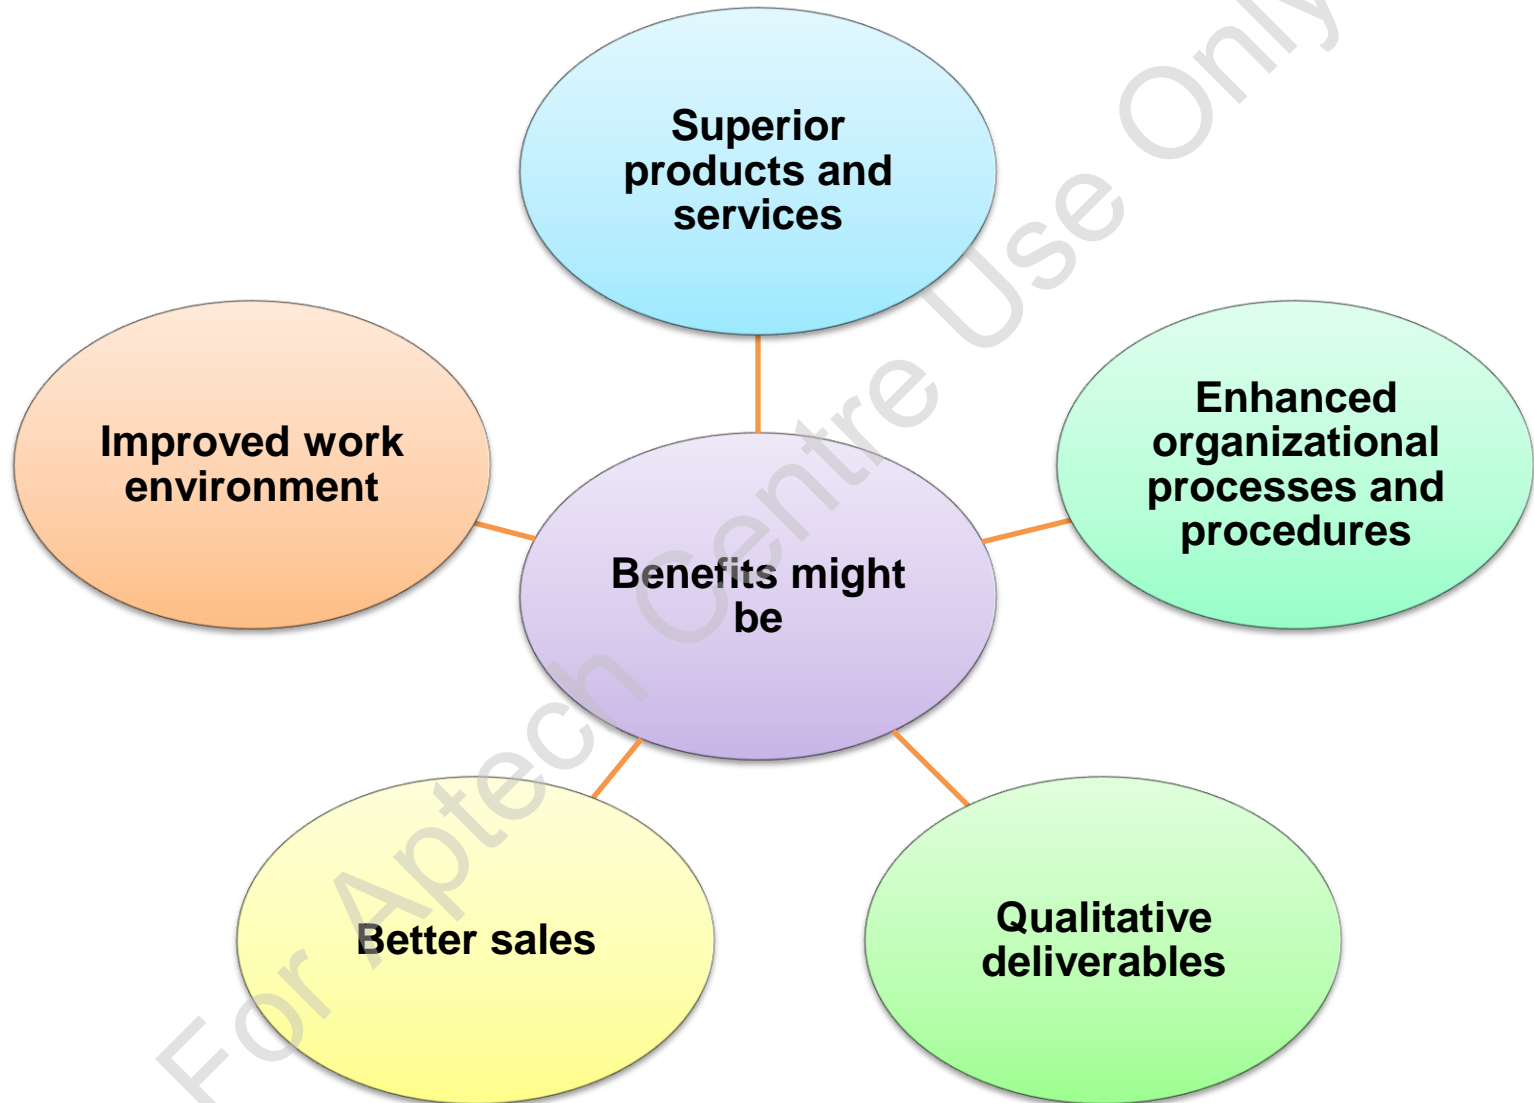 Superior
products and
services
Improved work
environment
Enhanced
organizational
processes and
procedures
Benefits might
be
Better sales
Qualitative
deliverables
For Aptech Centre Use Only